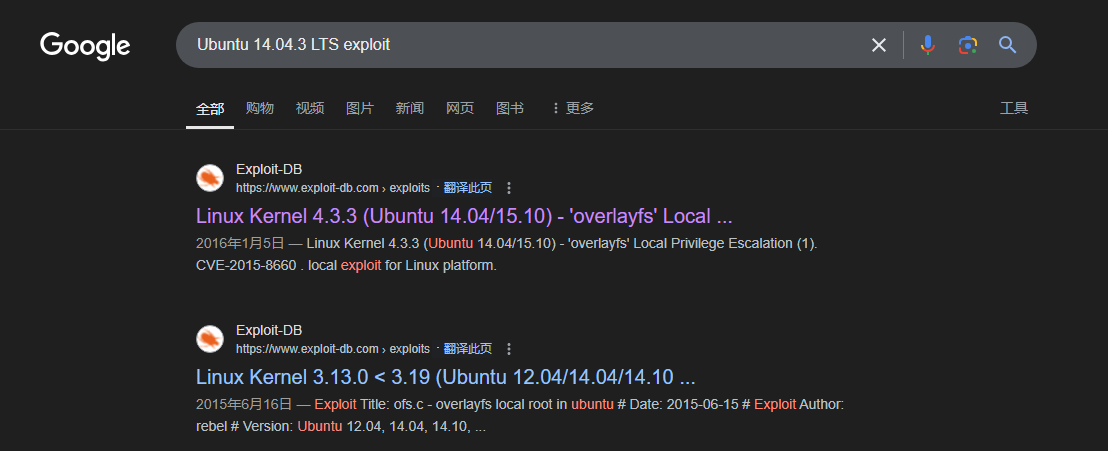 Google
Ubuntu 14.04.3 LTS exploit
全部 购物 视频 图片 新闻 网页 图书 更多 工具
Exploit-DB
https://www.exploit-db.com › exploits · 翻译此页
Linux Kernel 4.3.3 (Ubuntu 14.04/15.10) - 'overlayfs' Local ...
2016年1月5日 — Linux Kernel 4.3.3 (Ubuntu 14.04/15.10) - 'overlayfs' Local Privilege Escalation (1).
CVE-2015-8660 . local exploit for Linux platform.
Exploit-DB
https://www.exploit-db.com › exploits · 翻译此页
Linux Kernel 3.13.0 < 3.19 (Ubuntu 12.04/14.04/14.10 ...
2015年6月16日 — Exploit Title: ofs.c - overlayfs local root in ubuntu # Date: 2015-06-15 # Exploit Author:
rebel # Version: Ubuntu 12.04, 14.04, 14.10, ...